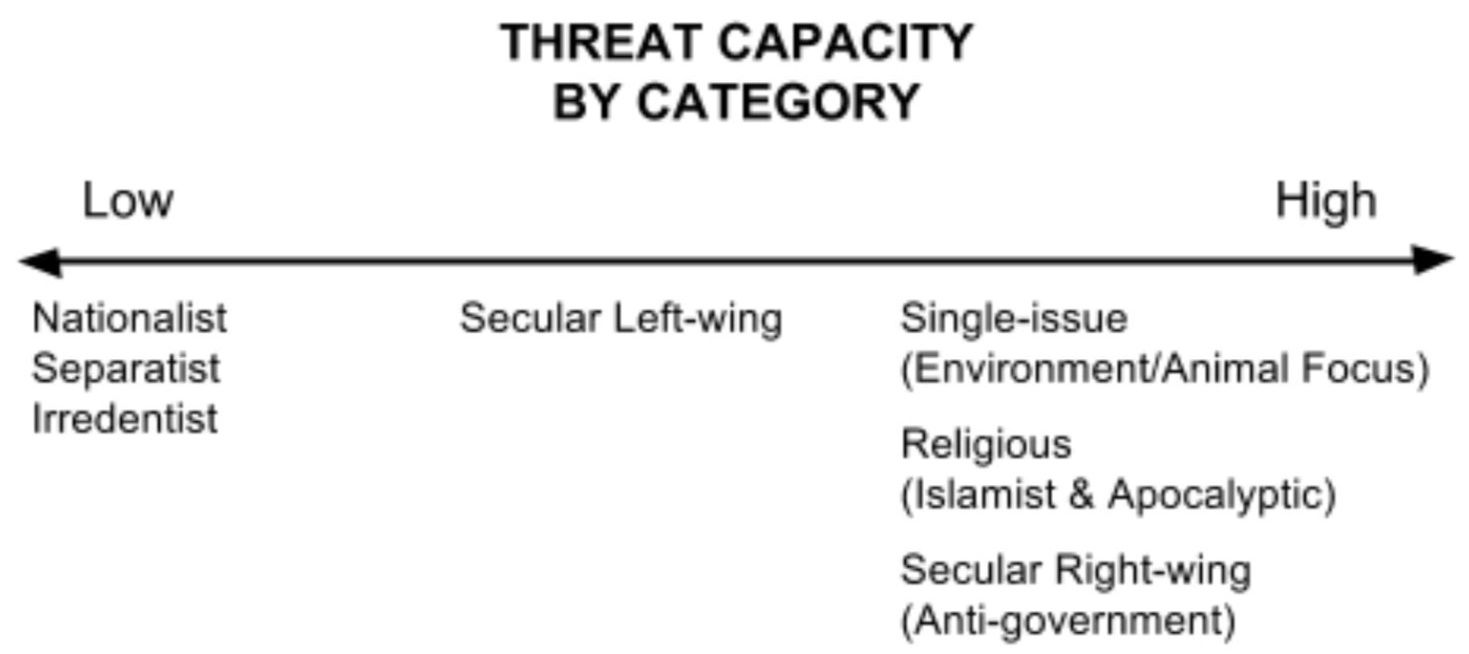 THREAT CAPACITY
BY CATEGORY
Low
High
Nationalist
Separatist
Irredentist
Secular Left-wing
Single-issue
(Environment/Animal Focus)
Religious
(Islamist & Apocalyptic)
Secular Right-wing
(Anti-government)